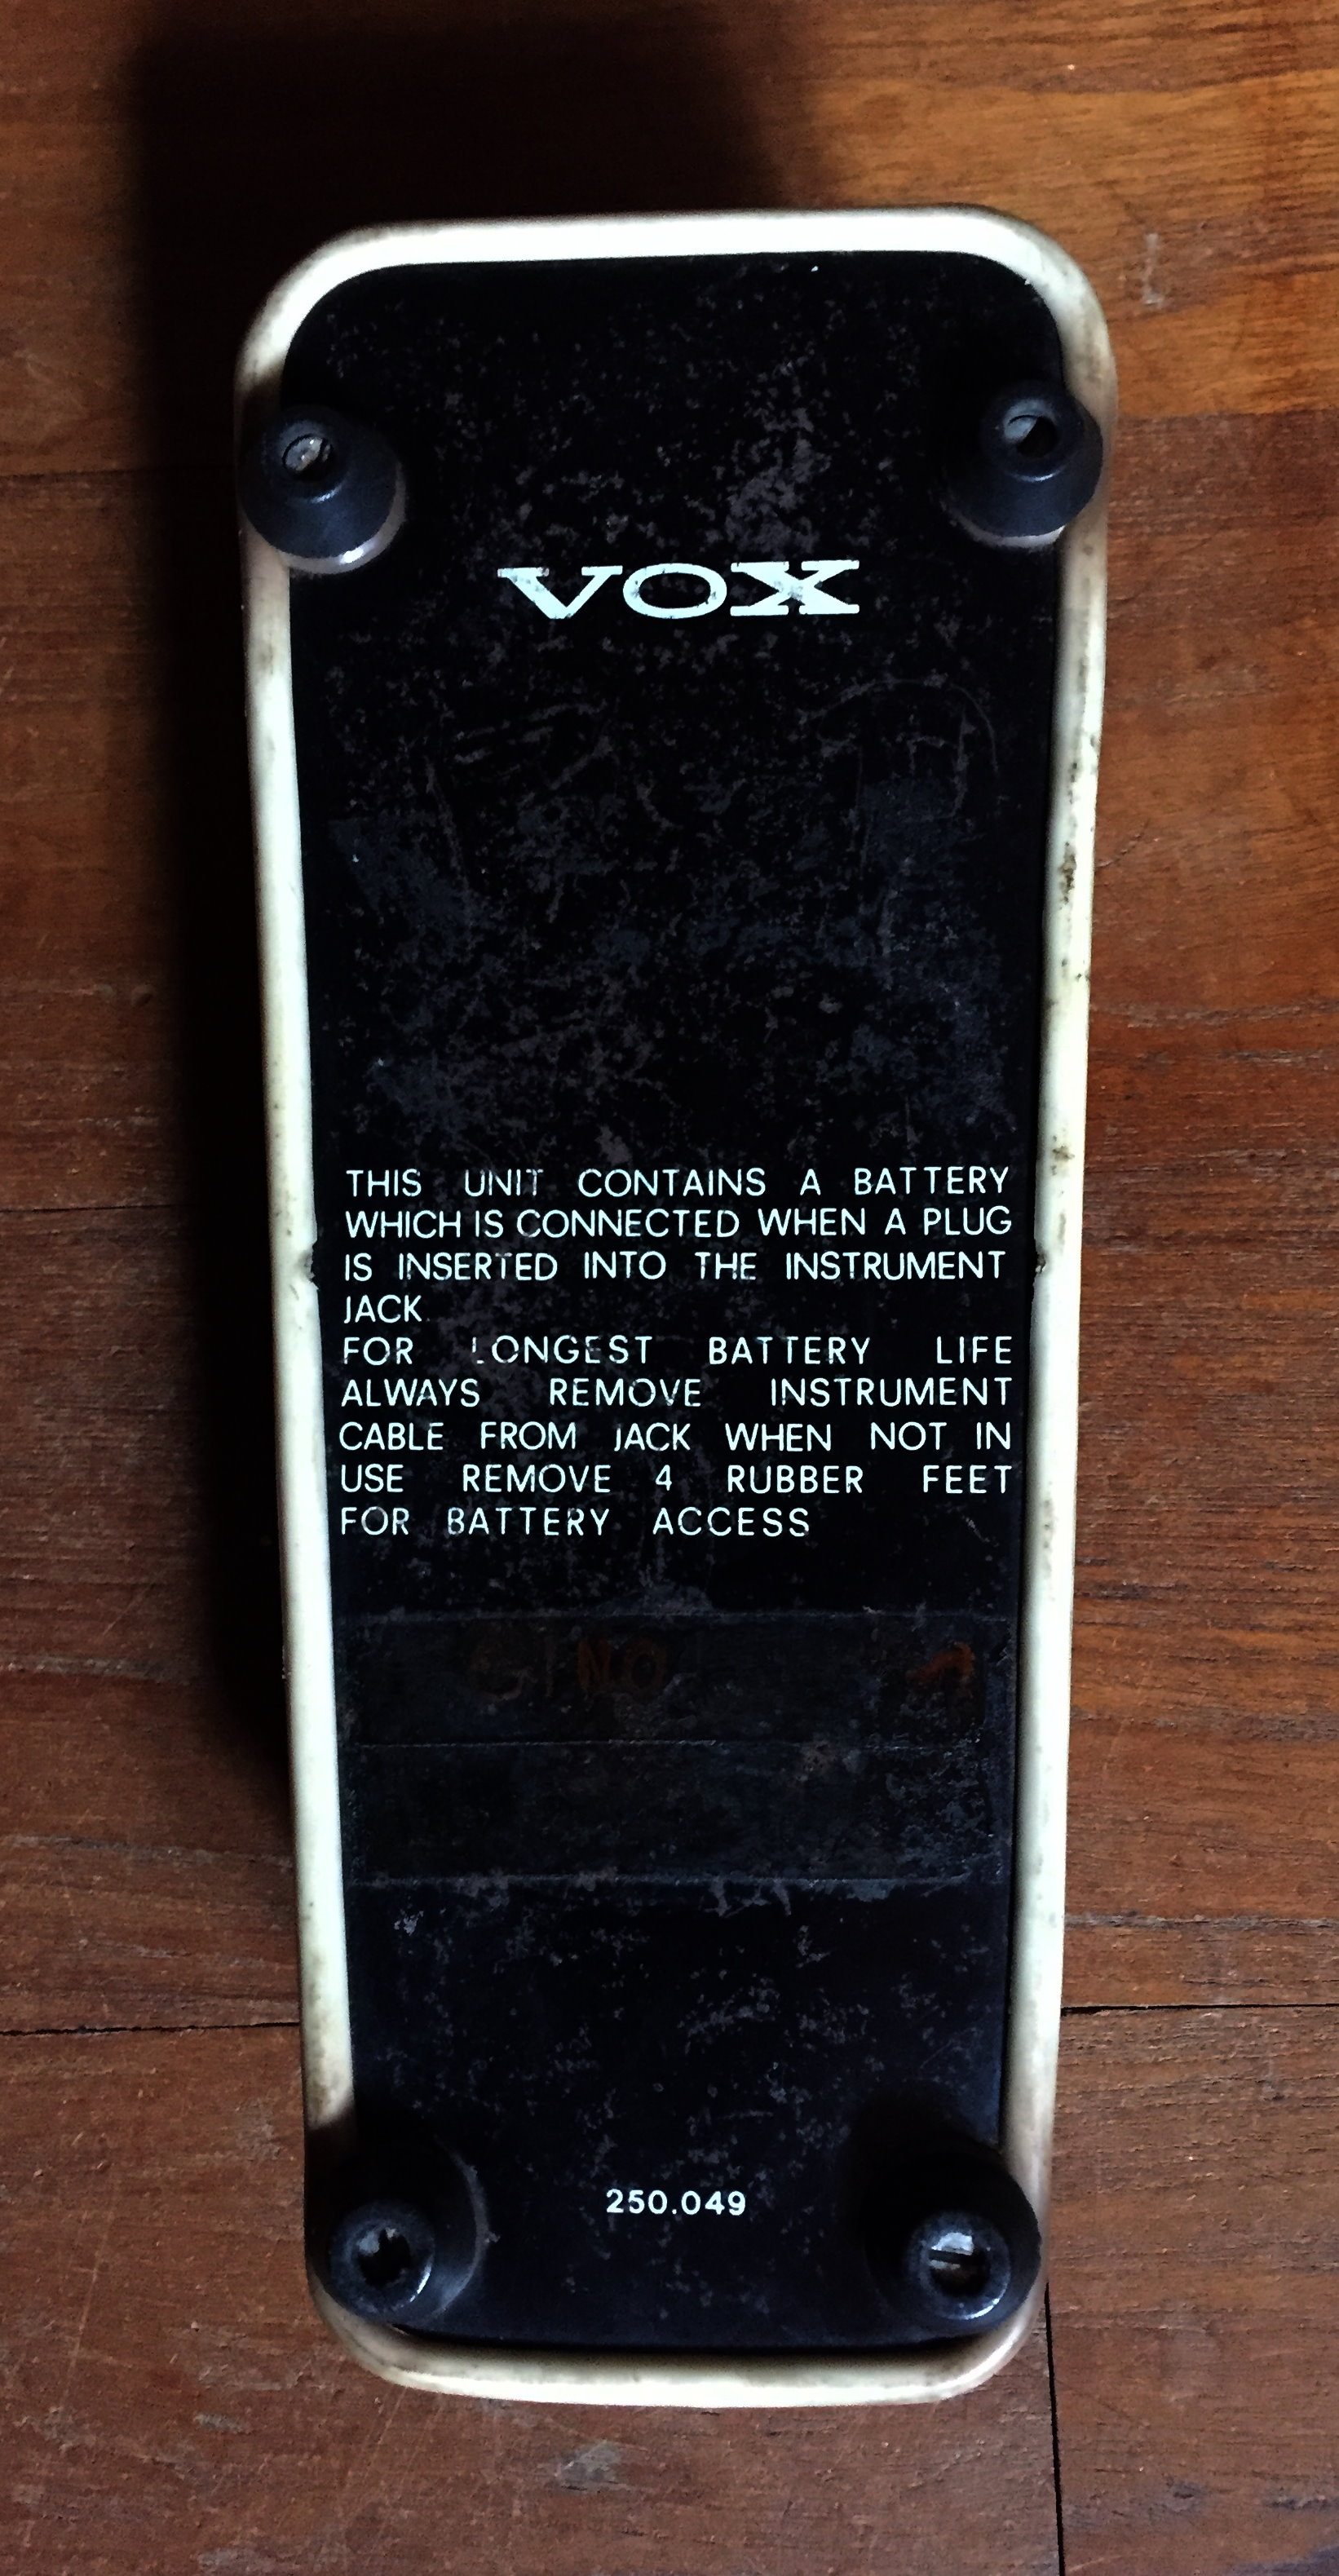 VOX
THIS UNIT CONTAINS A BATTERY
WHICH IS CONNECTED WHEN A PLUG
IS INSERTED INTO THE INSTRUMENT
JACK.
FOR LONGEST BATTERY LIFE
ALWAYS REMOVE INSTRUMENT
CABLE FROM JACK WHEN NOT IN
USE REMOVE 4 RUBBER FEET
FOR BATTERY ACCESS
NO
250.049